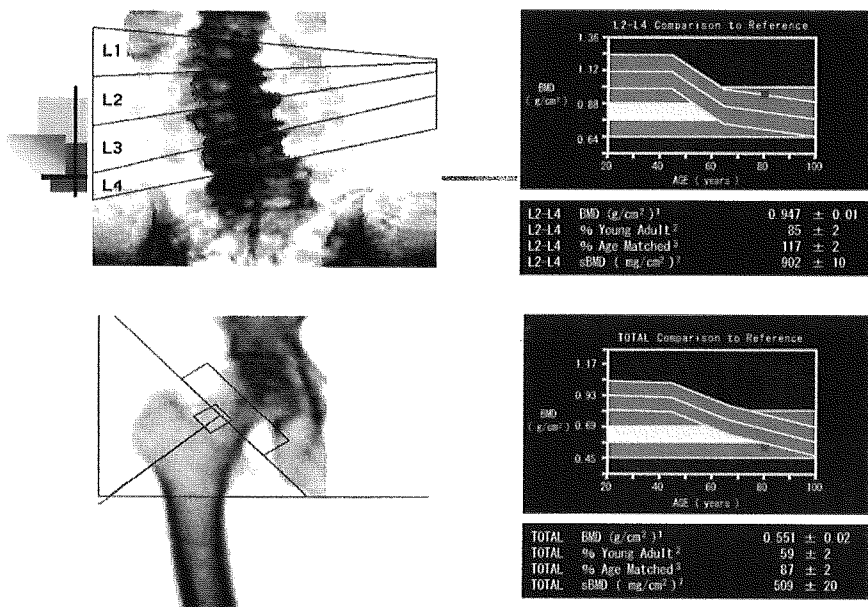 L1
L2
L3
L4
L2-L4 Comparison to Reference
BMD
( g/cm² )
1.36
1.12
0.88
0.64
20 40 60 80 100
AGE ( years )
L2-L4 BMD (g/cm²)¹ 0.947 ± 0.01
L2-L4 % Young Adult² 85 ± 2
L2-L4 % Age Matched³ 117 ± 2
L2-L4 sBMD ( mg/cm² )⁷ 902 ± 10
TOTAL Comparison to Reference
BMD
( g/cm² )
1.17
0.93
0.69
0.45
20 40 60 80 100
AGE ( years )
TOTAL BMD (g/cm²)¹ 0.551 ± 0.02
TOTAL % Young Adult² 59 ± 2
TOTAL % Age Matched³ 87 ± 2
TOTAL sBMD ( mg/cm² )⁷ 509 ± 20